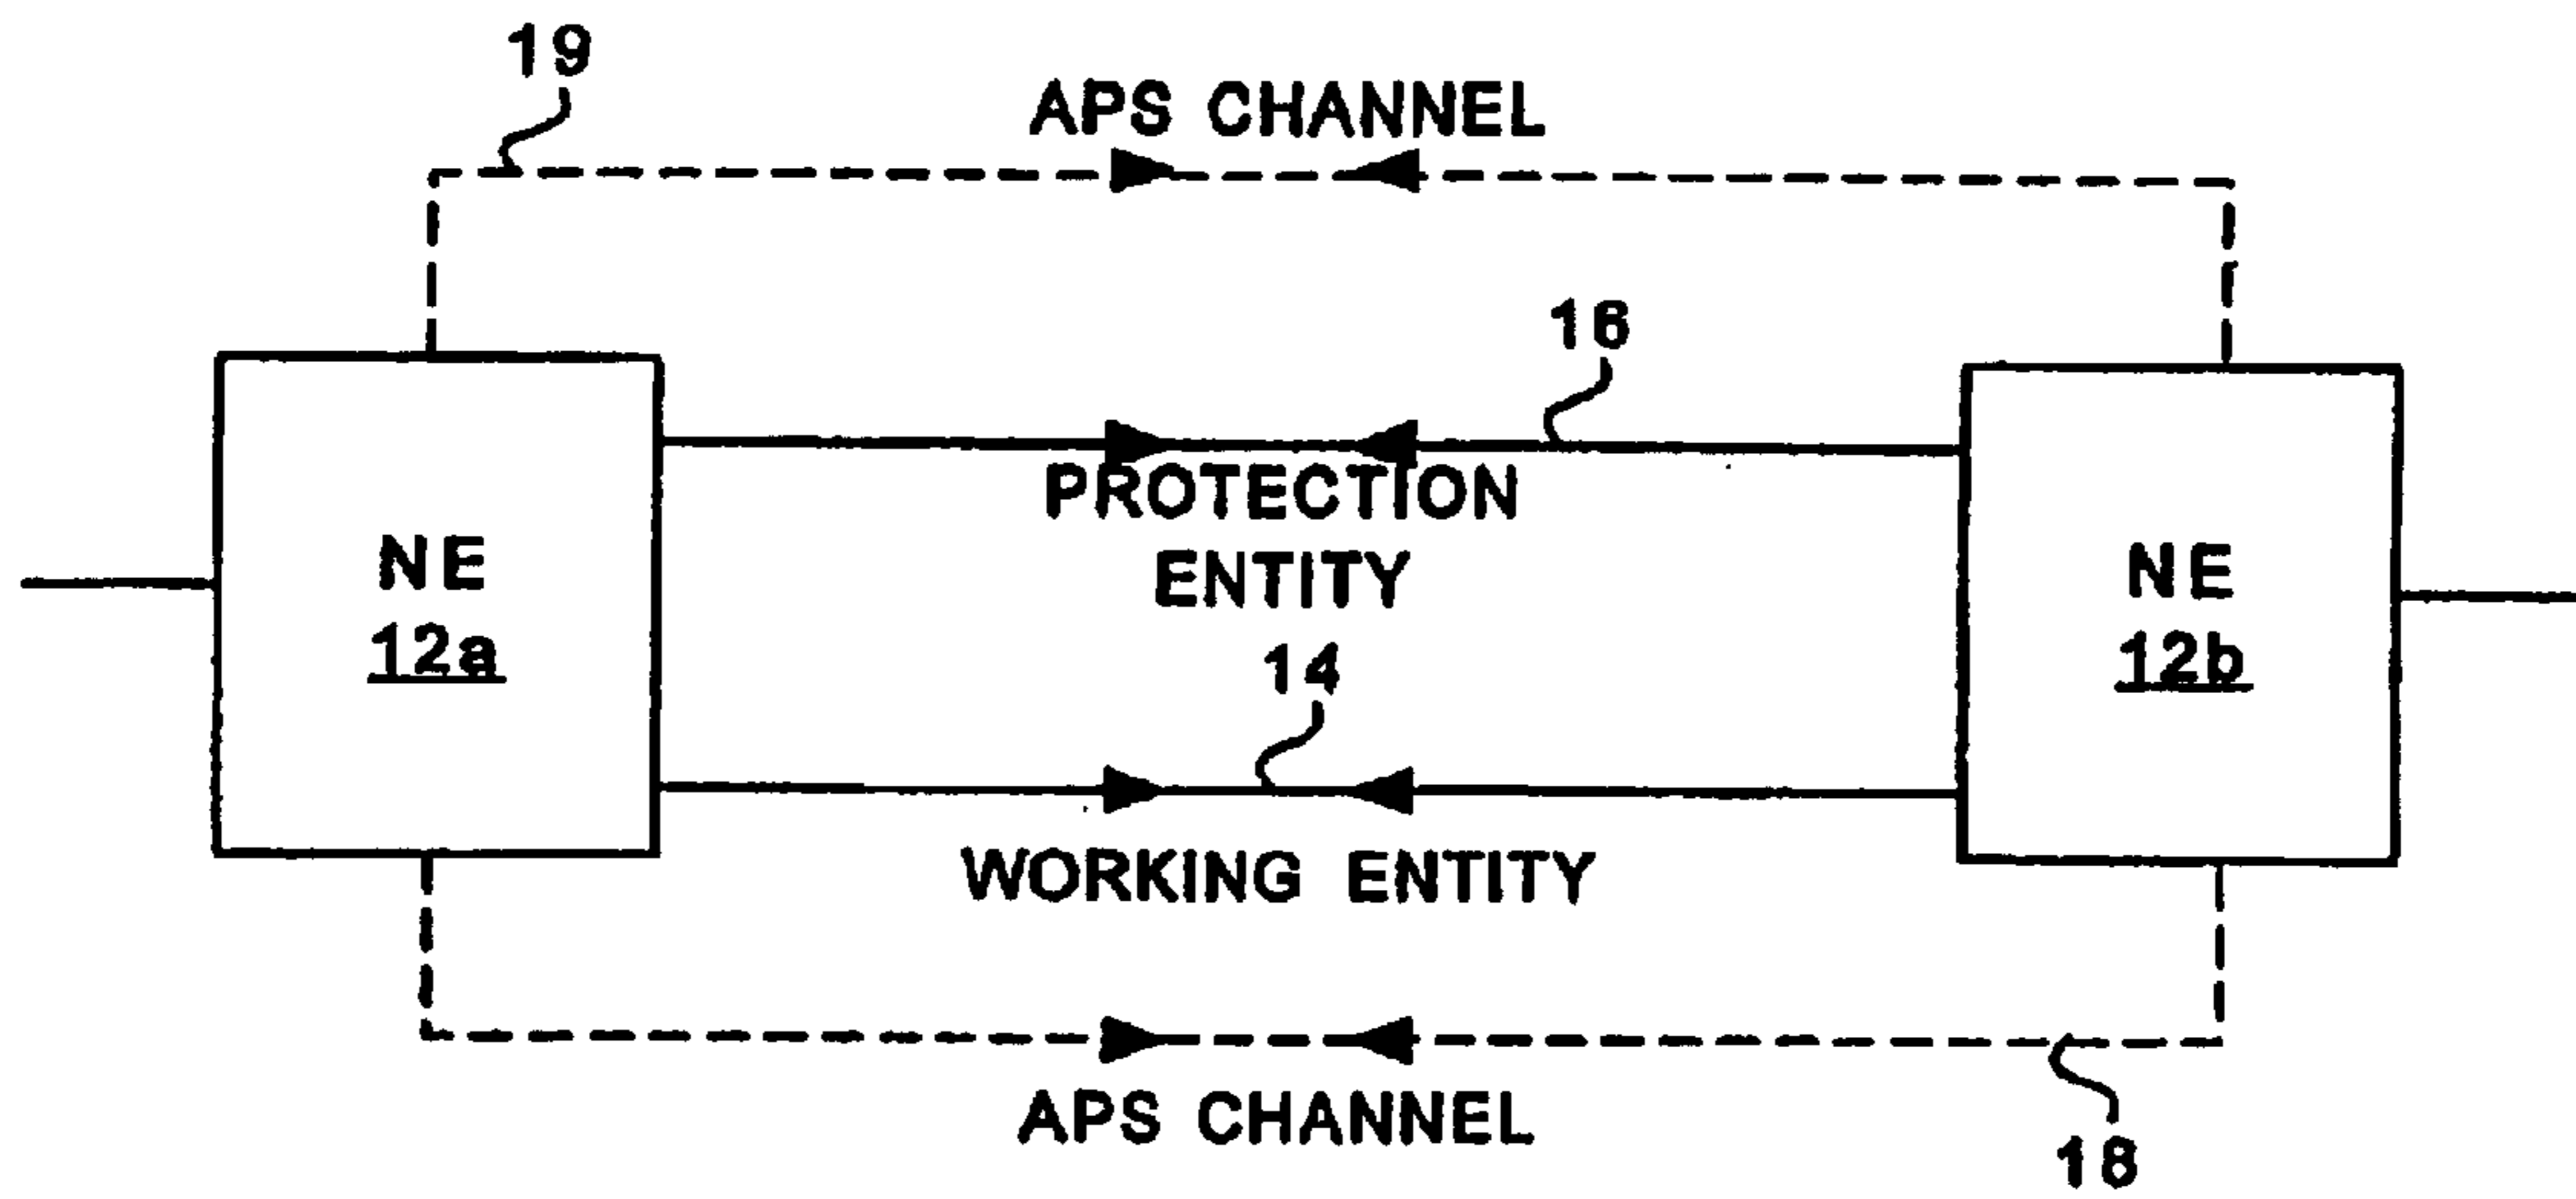 19
APS CHANNEL
16
PROTECTION
ENTITY
NE
12a
NE
12b
14
WORKING ENTITY
APS CHANNEL
18